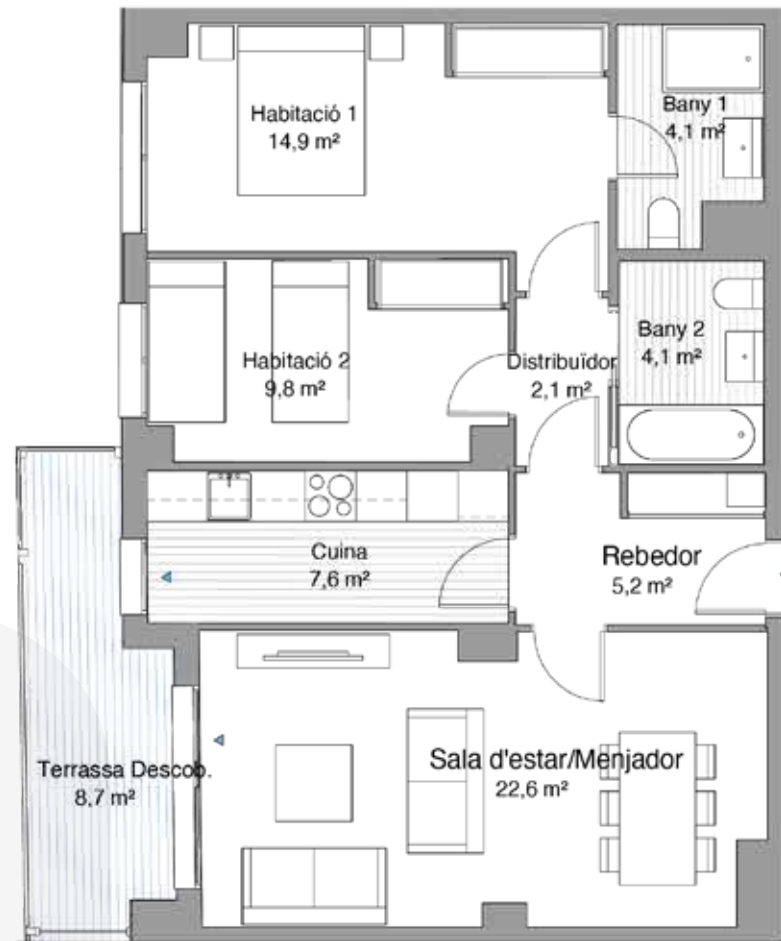 Habitació 1
14,9 m²
Bany 1
4,1 m²
Habitació 2
9,8 m²
Distribuïdor
2,1 m²
Bany 2
4,1 m²
Cuina
7,6 m²
Rebedor
5,2 m²
Terrassa Descob.
8,7 m²
Sala d'estar/Menjador
22,6 m²